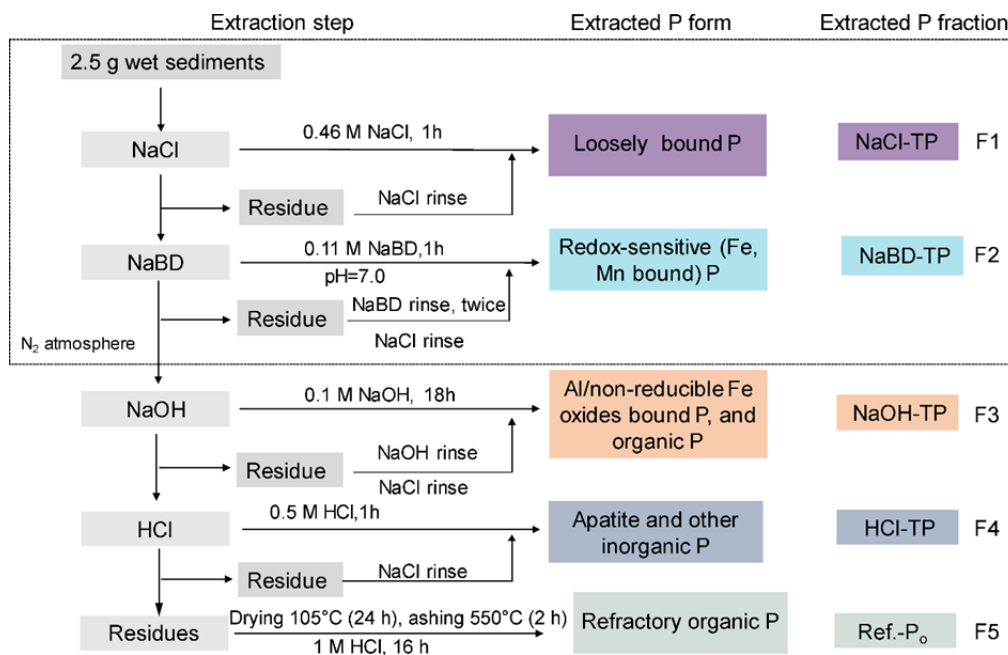 Extraction step Extracted P form Extracted P fraction
2.5 g wet sediments
NaCl
0.46 M NaCl, 1h
Loosely bound P
NaCl-TP F1
Residue
NaCl rinse
NaBD
0.11 M NaBD,1h
pH=7.0
Redox-sensitive (Fe,
Mn bound) P
NaBD-TP F2
Residue
NaBD rinse, twice
NaCl rinse
N₂ atmosphere
NaOH
0.1 M NaOH, 18h
Al/non-reducible Fe
oxides bound P, and
organic P
NaOH-TP F3
Residue
NaOH rinse
NaCl rinse
HCl
0.5 M HCl,1h
Apatite and other
inorganic P
HCl-TP F4
Residue
NaCl rinse
Residues
Drying 105°C (24 h), ashing 550°C (2 h)
1 M HCl, 16 h
Refractory organic P
Ref.-Pₒ F5